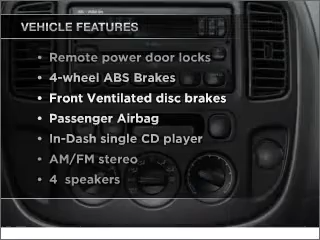 VEHICLE FEATURES
• Remote power door locks
• 4-wheel ABS Brakes
• Front Ventilated disc brakes
• Passenger Airbag
• In-Dash single CD player
• AM/FM stereo
• 4 speakers